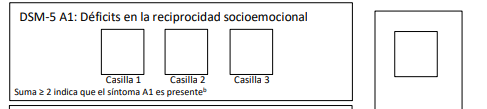 DSM-5 A1: Déficits en la reciprocidad socioemocional
Casilla 1 Casilla 2 Casilla 3
Suma ≥ 2 indica que el síntoma A1 es presenteᵇ